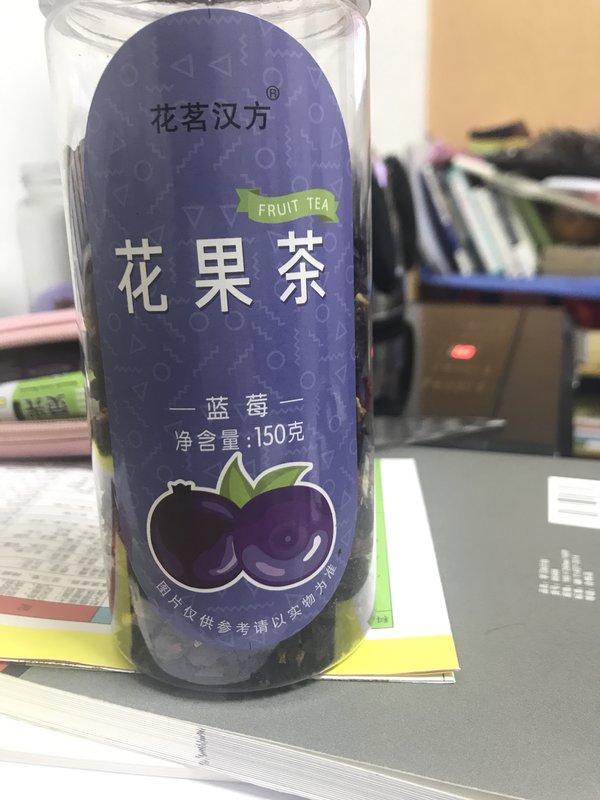 花茗汉方®
FRUIT TEA
花果茶
蓝莓
净含量:150克
图片仅供参考请以实物为准